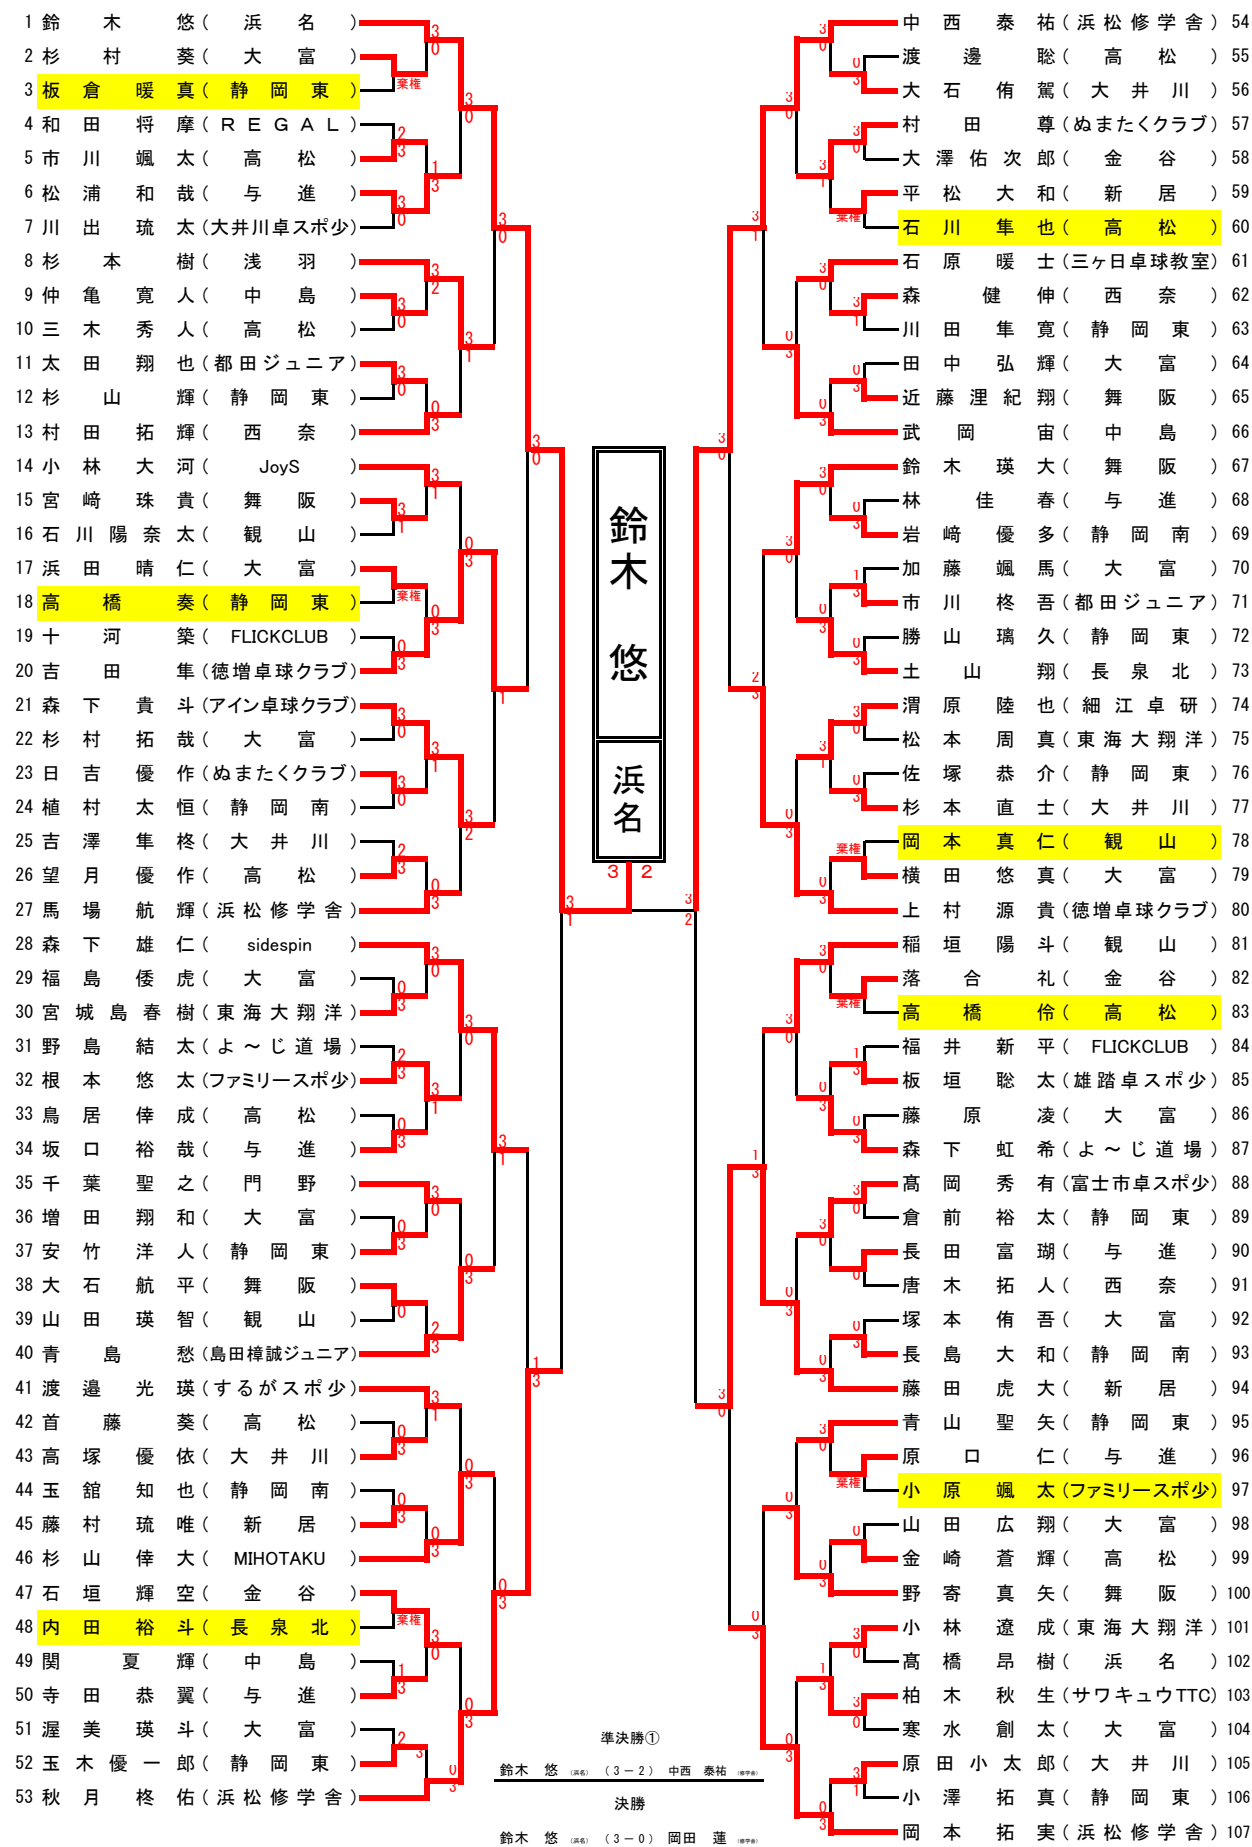 1 鈴木 悠 (浜名)
2 杉村 葵 (大富)
3 板倉 暖真 (静岡東)
棄権
4 和田 将摩 (REGAL)
5 市川 颯太 (高松)
6 松浦 和哉 (与進)
7 川出 琉太 (大井川卓スポ少)
8 杉本 樹 (浅羽)
9 仲亀 寛人 (中島)
10 三木 秀人 (高松)
11 太田 翔也 (都田ジュニア)
12 杉山 輝 (静岡東)
13 村田 拓輝 (西奈)
14 小林 大河 (JoyS)
15 宮﨑 珠貴 (舞阪)
16 石川 陽奈太 (観山)
17 浜田 晴仁 (大富)
18 高橋 奏 (静岡東)
棄権
19 十河 築 (FLICKCLUB)
20 吉田 隼 (徳増卓球クラブ)
21 森下 貴斗 (アイン卓球クラブ)
22 杉村 拓哉 (大富)
23 日吉 優作 (ぬまたくクラブ)
24 植村 太恒 (静岡南)
25 吉澤 隼柊 (大井川)
26 望月 優作 (高松)
27 馬場 航輝 (浜松修学舎)
28 森下 雄仁 (sidespin)
29 福島 倭虎 (大富)
30 宮城島 春樹 (東海大翔洋)
31 野島 結太 (よ～じ道場)
32 根本 悠太 (ファミリースポ少)
33 鳥居 倖成 (高松)
34 坂口 裕哉 (与進)
35 千葉 聖之 (門野)
36 増田 翔和 (大富)
37 安竹 洋人 (静岡東)
38 大石 航平 (舞阪)
39 山田 瑛智 (観山)
40 青島 愁 (島田樟誠ジュニア)
41 渡邉 光瑛 (するがスポ少)
42 首藤 葵 (高松)
43 高塚 優依 (大井川)
44 玉舘 知也 (静岡南)
45 藤村 琉唯 (新居)
46 杉山 倖大 (MIHOTAKU)
47 石垣 輝空 (金谷)
48 内田 裕斗 (長泉北)
棄権
49 関 夏輝 (中島)
50 寺田 恭翼 (与進)
51 渥美 瑛斗 (大富)
52 玉木 優一郎 (静岡東)
53 秋月 柊佑 (浜松修学舎)
鈴木 悠
浜名
3 2
準決勝①
鈴木 悠 (浜名) (3－2) 中西 泰祐 (修学舎)
決勝
鈴木 悠 (浜名) (3－0) 岡田 蓮 (修学舎)
中西 泰祐 (浜松修学舎) 54
渡邊 聡 (高松) 55
大石 侑駕 (大井川) 56
村田 尊 (ぬまたくクラブ) 57
大澤 佑次郎 (金谷) 58
平松 大和 (新居) 59
棄権
石川 隼也 (高松) 60
石原 暖士 (三ヶ日卓球教室) 61
森 健伸 (西奈) 62
川田 隼寛 (静岡東) 63
田中 弘輝 (大富) 64
近藤 浬紀翔 (舞阪) 65
武岡 宙 (中島) 66
鈴木 瑛大 (舞阪) 67
林 佳春 (与進) 68
岩﨑 優多 (静岡南) 69
加藤 颯馬 (大富) 70
市川 柊吾 (都田ジュニア) 71
勝山 璃久 (静岡東) 72
土山 翔 (長泉北) 73
渭原 陸也 (細江卓研) 74
松本 周真 (東海大翔洋) 75
佐塚 恭介 (静岡東) 76
杉本 直士 (大井川) 77
岡本 真仁 (観山) 78
棄権
横田 悠真 (大富) 79
上村 源貴 (徳増卓球クラブ) 80
稲垣 陽斗 (観山) 81
落合 礼 (金谷) 82
棄権
高橋 伶 (高松) 83
福井 新平 (FLICKCLUB) 84
板垣 聡太 (雄踏卓スポ少) 85
藤原 凌 (大富) 86
森下 虹希 (よ～じ道場) 87
髙岡 秀有 (富士市卓スポ少) 88
倉前 裕太 (静岡東) 89
長田 富瑚 (与進) 90
唐木 拓人 (西奈) 91
塚本 侑吾 (大富) 92
長島 大和 (静岡南) 93
藤田 虎大 (新居) 94
青山 聖矢 (静岡東) 95
原口 仁 (与進) 96
棄権
小原 颯太 (ファミリースポ少) 97
山田 広翔 (大富) 98
金崎 蒼輝 (高松) 99
野寄 真矢 (舞阪) 100
小林 遼成 (東海大翔洋) 101
髙橋 昂樹 (浜名) 102
柏木 秋生 (サワキュウTTC) 103
寒水 創太 (大富) 104
原田 小太郎 (大井川) 105
小澤 拓真 (静岡東) 106
岡本 拓実 (浜松修学舎) 107